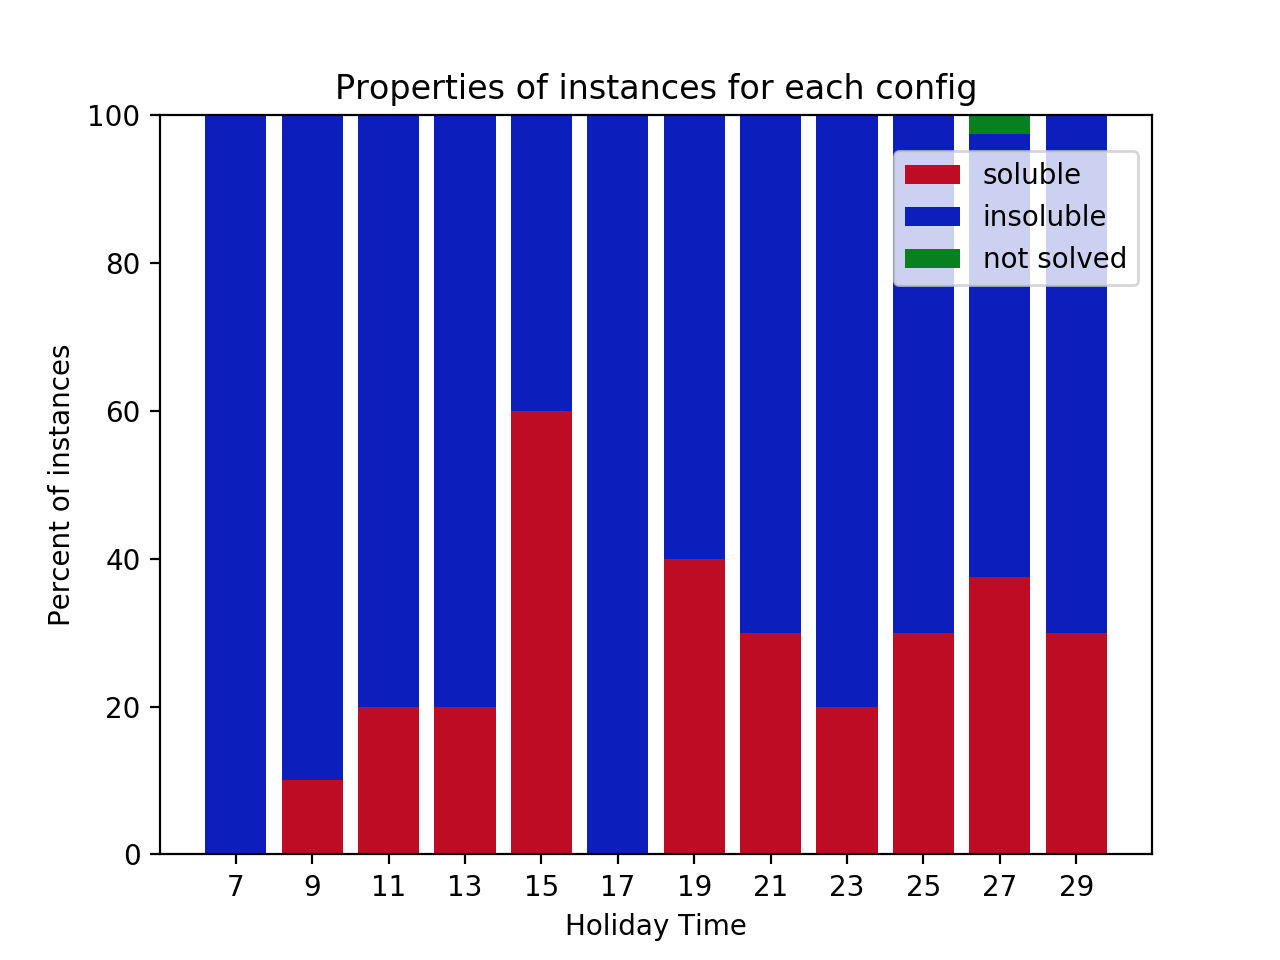 Properties of instances for each config
100
80
60
40
20
0
Percent of instances
soluble
insoluble
not solved
7 9 11 13 15 17 19 21 23 25 27 29
Holiday Time